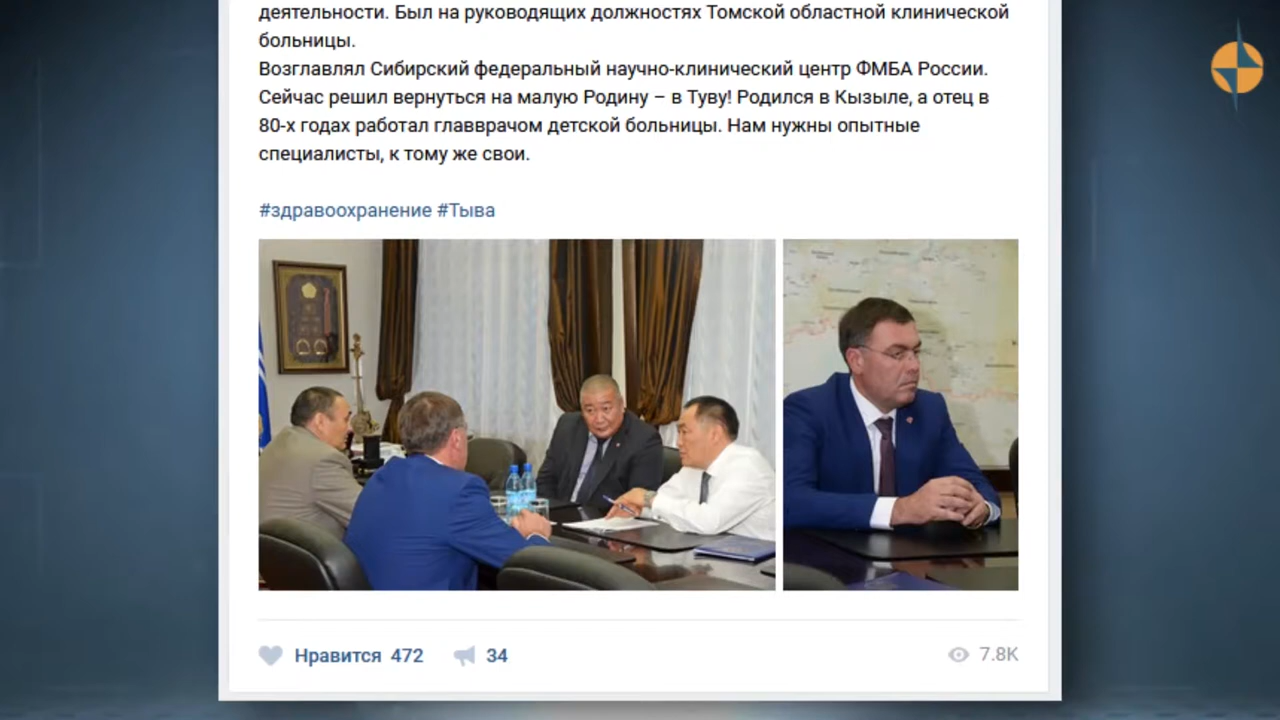 деятельности. Был на руководящих должностях Томской областной клинической
больницы.
Возглавлял Сибирский федеральный научно-клинический центр ФМБА России.
Сейчас решил вернуться на малую Родину – в Туву! Родился в Кызыле, а отец в
80-х годах работал главврачом детской больницы. Нам нужны опытные
специалисты, к тому же свои.
#здравоохранение #Тыва
Нравится 472 34 7.8K